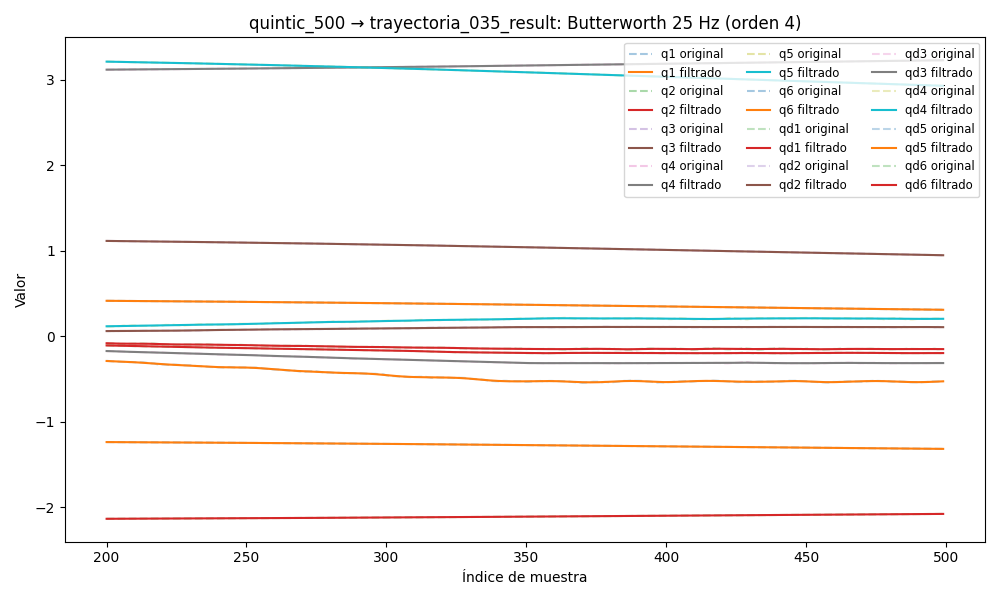 quintic_500 → trayectoria_035_result: Butterworth 25 Hz (orden 4)
q1 original
q1 filtrado
q2 original
q2 filtrado
q3 original
q3 filtrado
q4 original
q4 filtrado
q5 original
q5 filtrado
q6 original
q6 filtrado
qd1 original
qd1 filtrado
qd2 original
qd2 filtrado
qd3 original
qd3 filtrado
qd4 original
qd4 filtrado
qd5 original
qd5 filtrado
qd6 original
qd6 filtrado
Valor
3
2
1
0
−1
−2
200
250
300
350
400
450
500
Índice de muestra